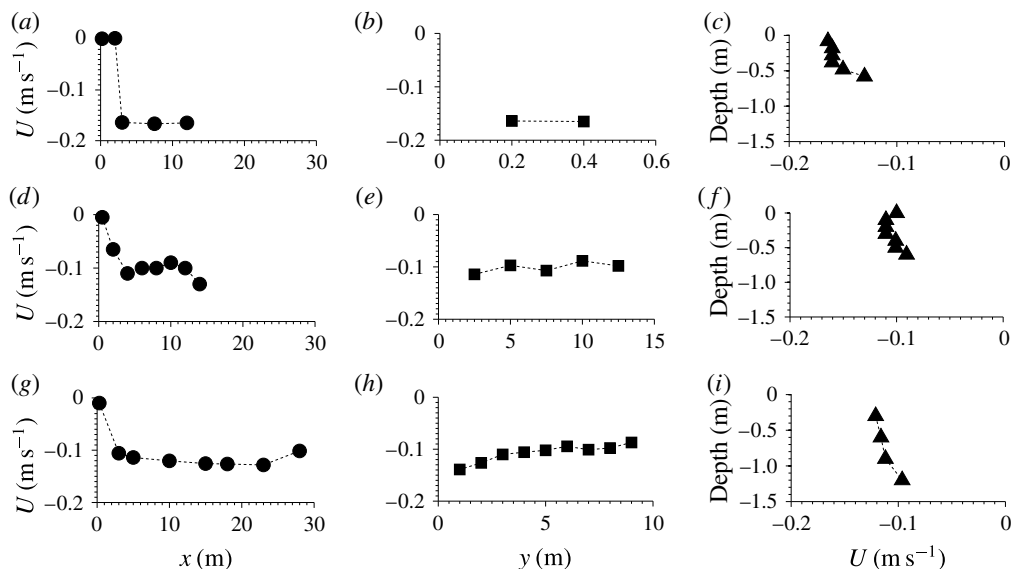 (a) (b) (c)
U (m s−1) 0 −0.1 −0.2 0 10 20 30
0 −0.1 −0.2 0 0.2 0.4 0.6
Depth (m) 0 −0.5 −1.0 −1.5 −0.2 −0.1 0
(d) (e) (f)
U (m s−1) 0 −0.1 −0.2 0 10 20 30
0 −0.1 −0.2 0 5 10 15
Depth (m) 0 −0.5 −1.0 −1.5 −0.2 −0.1 0
(g) (h) (i)
U (m s−1) 0 −0.1 −0.2 0 10 20 30
0 −0.1 −0.2 0 5 10
Depth (m) 0 −0.5 −1.0 −1.5 −0.2 −0.1 0
x (m) y (m) U (m s−1)